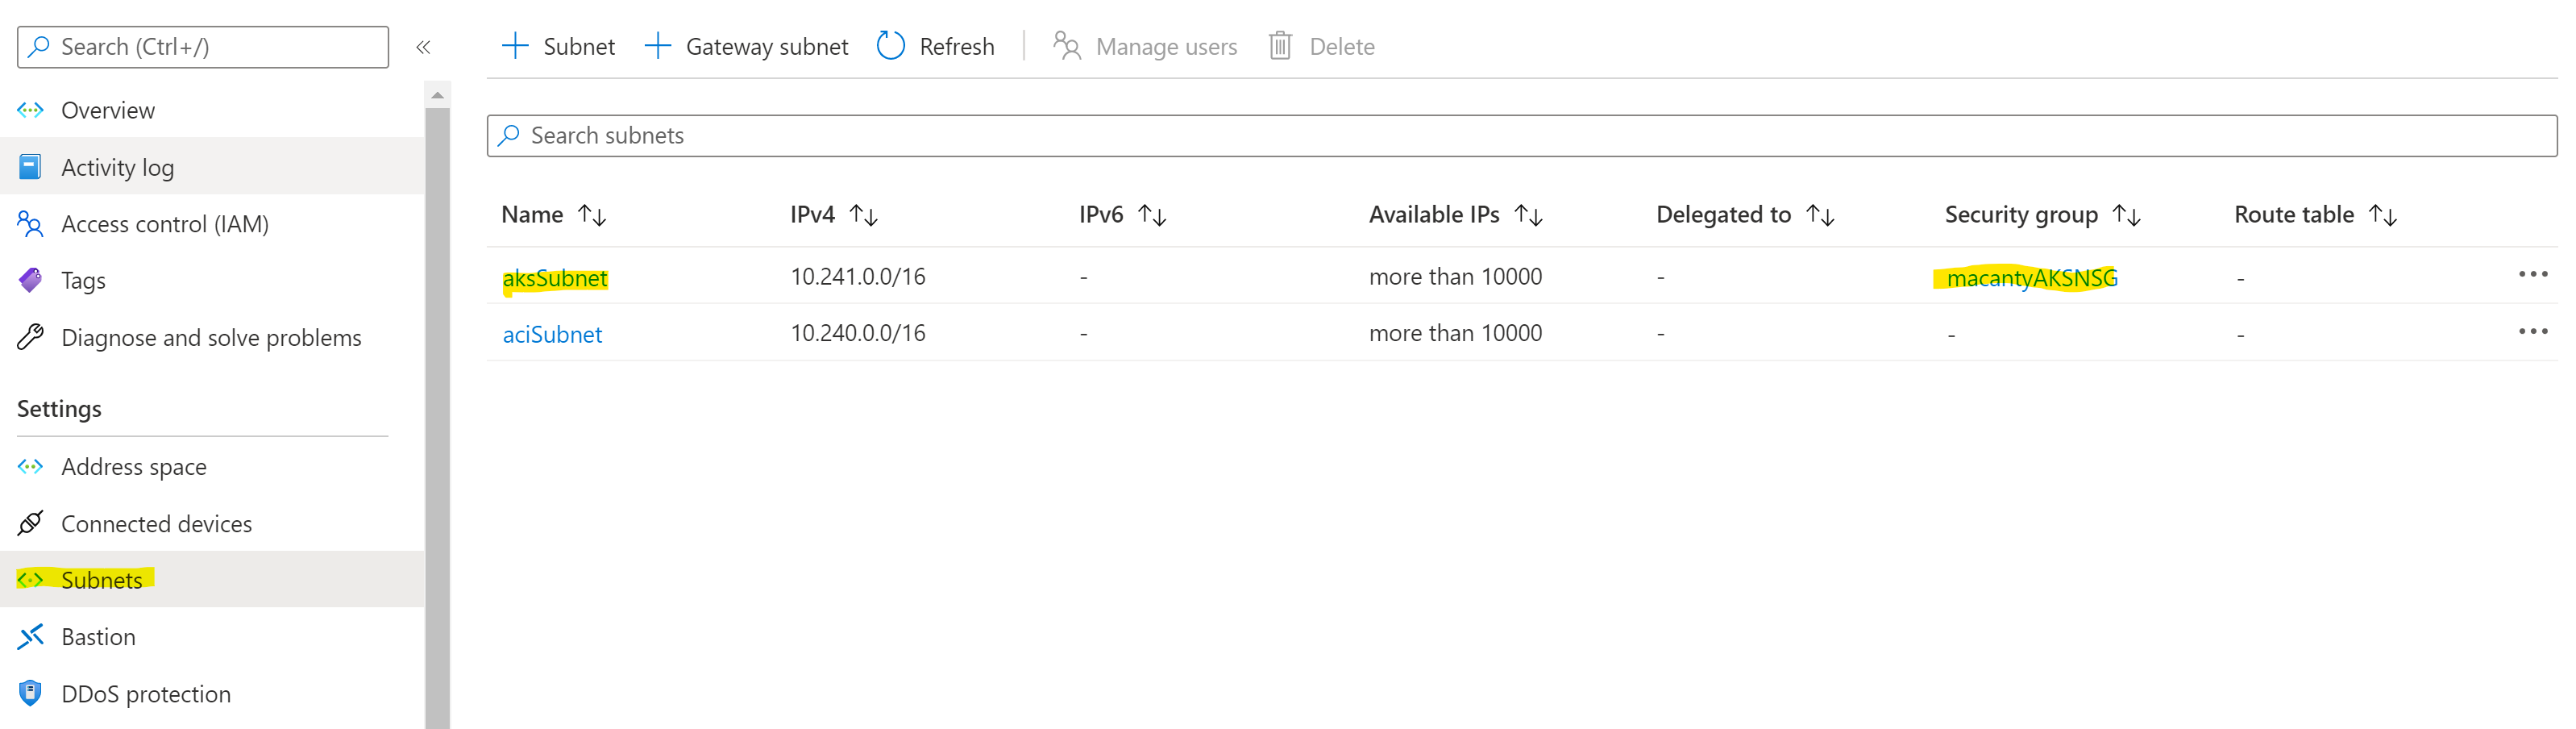 Search (Ctrl+/)
«
Overview
Activity log
Access control (IAM)
Tags
Diagnose and solve problems
Settings
Address space
Connected devices
Subnets
Bastion
DDoS protection
+ Subnet + Gateway subnet Refresh | Manage users Delete
Search subnets
Name ↑↓ IPv4 ↑↓ IPv6 ↑↓ Available IPs ↑↓ Delegated to ↑↓ Security group ↑↓ Route table ↑↓
aksSubnet 10.241.0.0/16 - more than 10000 - macantyAKSNSG - ...
aciSubnet 10.240.0.0/16 - more than 10000 - - - ...